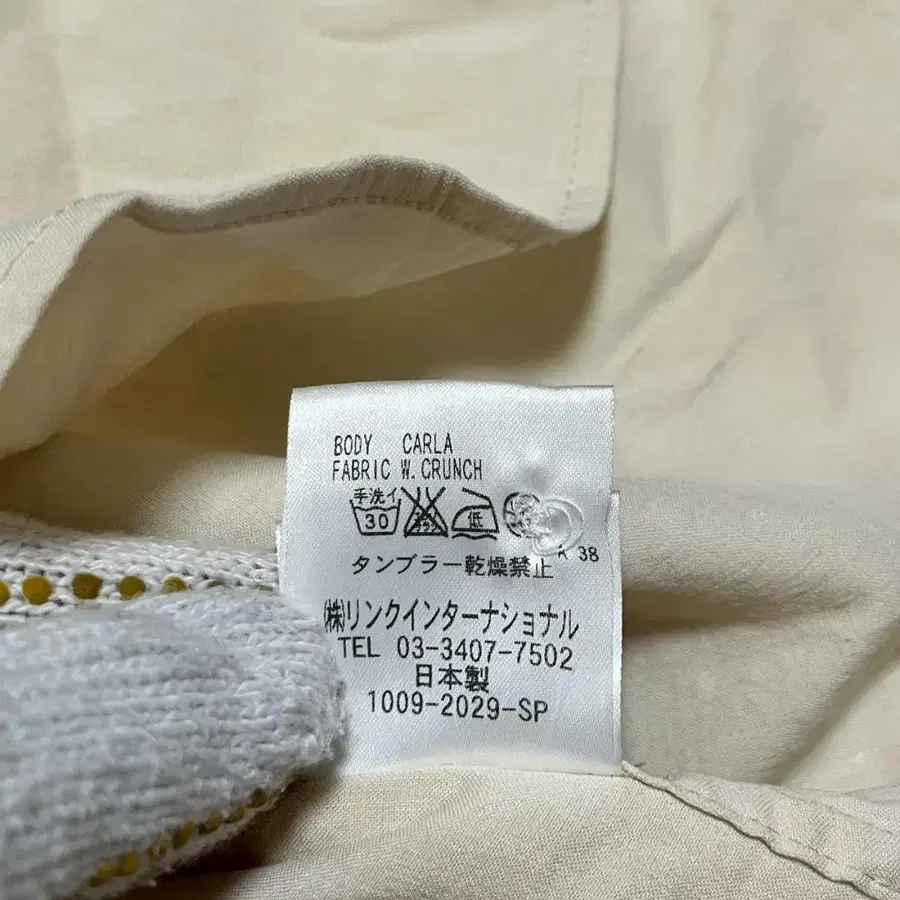 BODY CARLA
FABRIC W. CRUNCH
手洗イ
30 低
A 38
タンブラー乾燥禁止
(株)リンクインターナショナル
TEL 03-3407-7502
日本製
1009-2029-SP